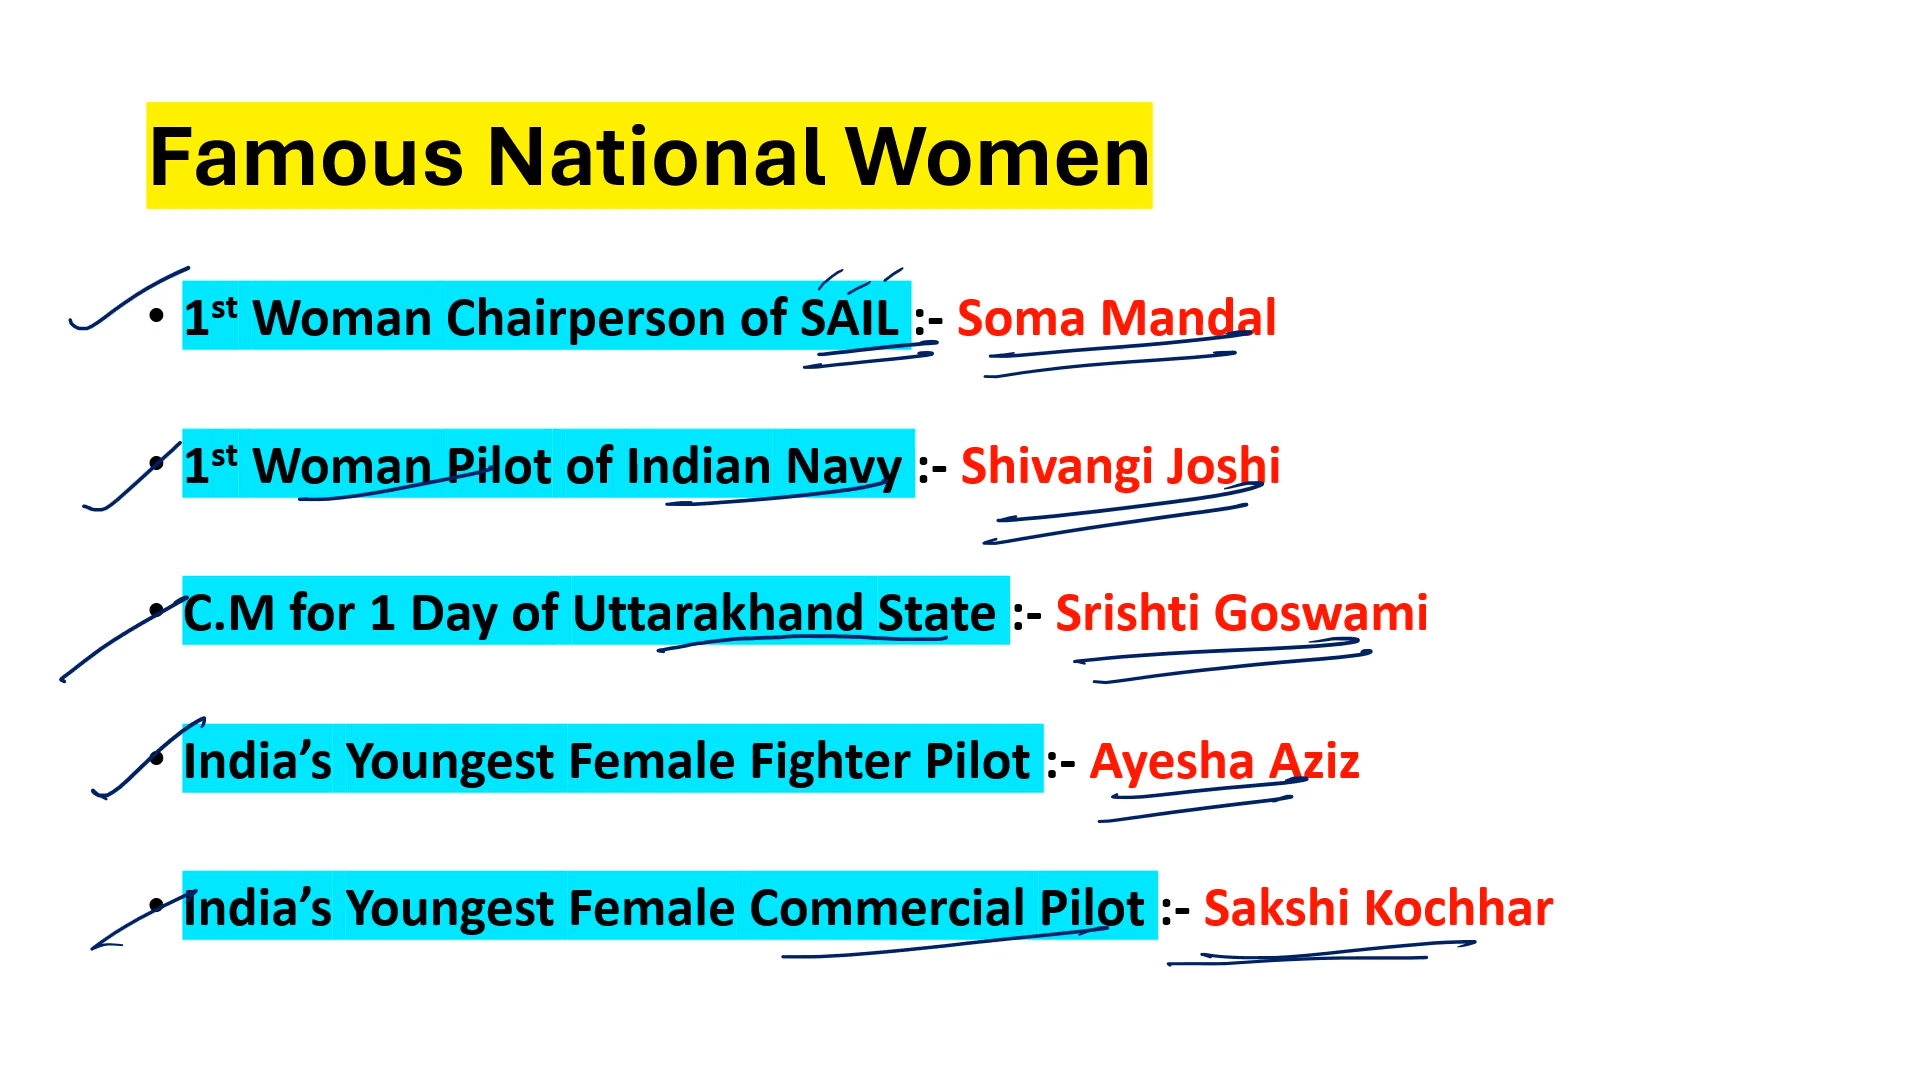 Famous National Women
• 1st Woman Chairperson of SAIL :- Soma Mandal
• 1st Woman Pilot of Indian Navy :- Shivangi Joshi
• C.M for 1 Day of Uttarakhand State :- Srishti Goswami
• India’s Youngest Female Fighter Pilot :- Ayesha Aziz
• India’s Youngest Female Commercial Pilot :- Sakshi Kochhar